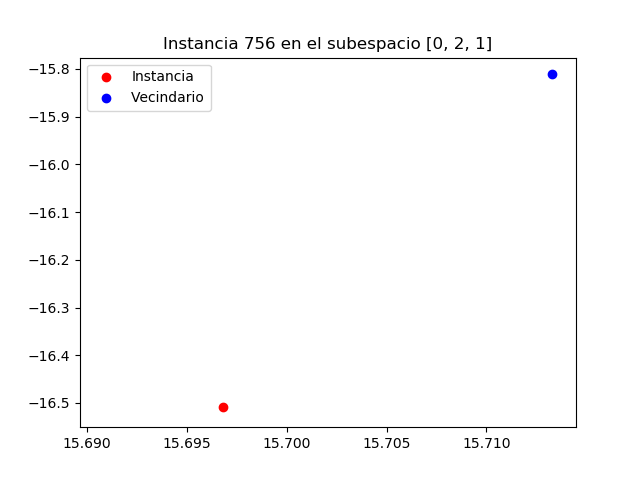 Instancia 756 en el subespacio [0, 2, 1]
Instancia
Vecindario
−15.8
−15.9
−16.0
−16.1
−16.2
−16.3
−16.4
−16.5
15.690 15.695 15.700 15.705 15.710